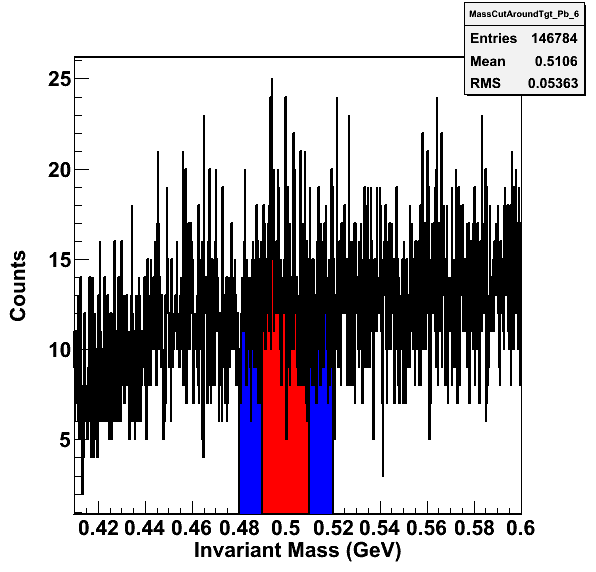 MassCutAroundTgt_Pb_6
Entries 146784
Mean 0.5106
RMS 0.05363
25
20
15
10
5
Counts
0.42 0.44 0.46 0.48 0.5 0.52 0.54 0.56 0.58 0.6
Invariant Mass (GeV)